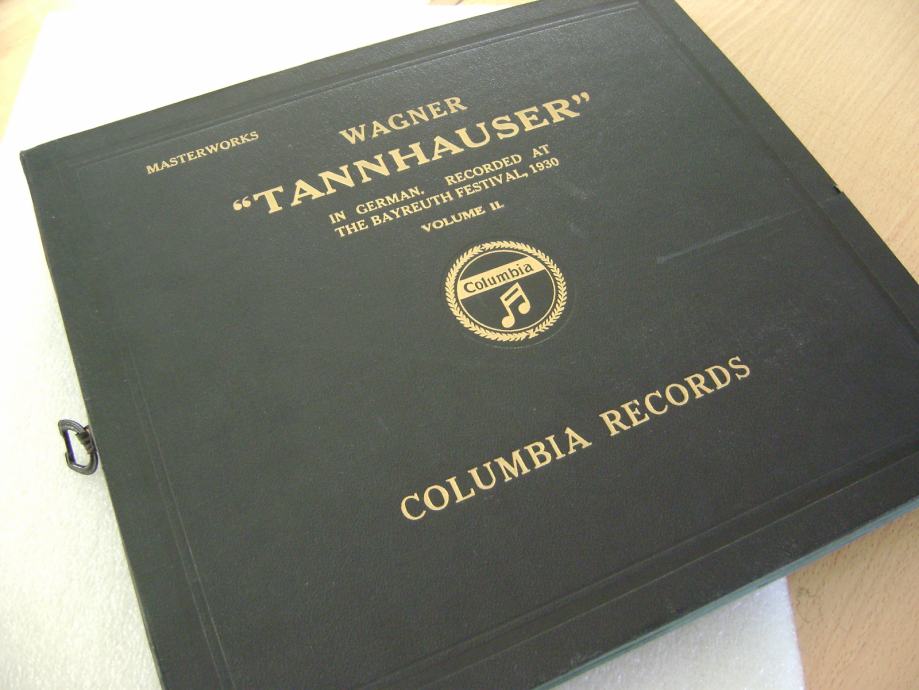 MASTERWORKS
WAGNER
“TANNHAUSER”
IN GERMAN. RECORDED AT
THE BAYREUTH FESTIVAL, 1930
VOLUME II.
Columbia
COLUMBIA RECORDS